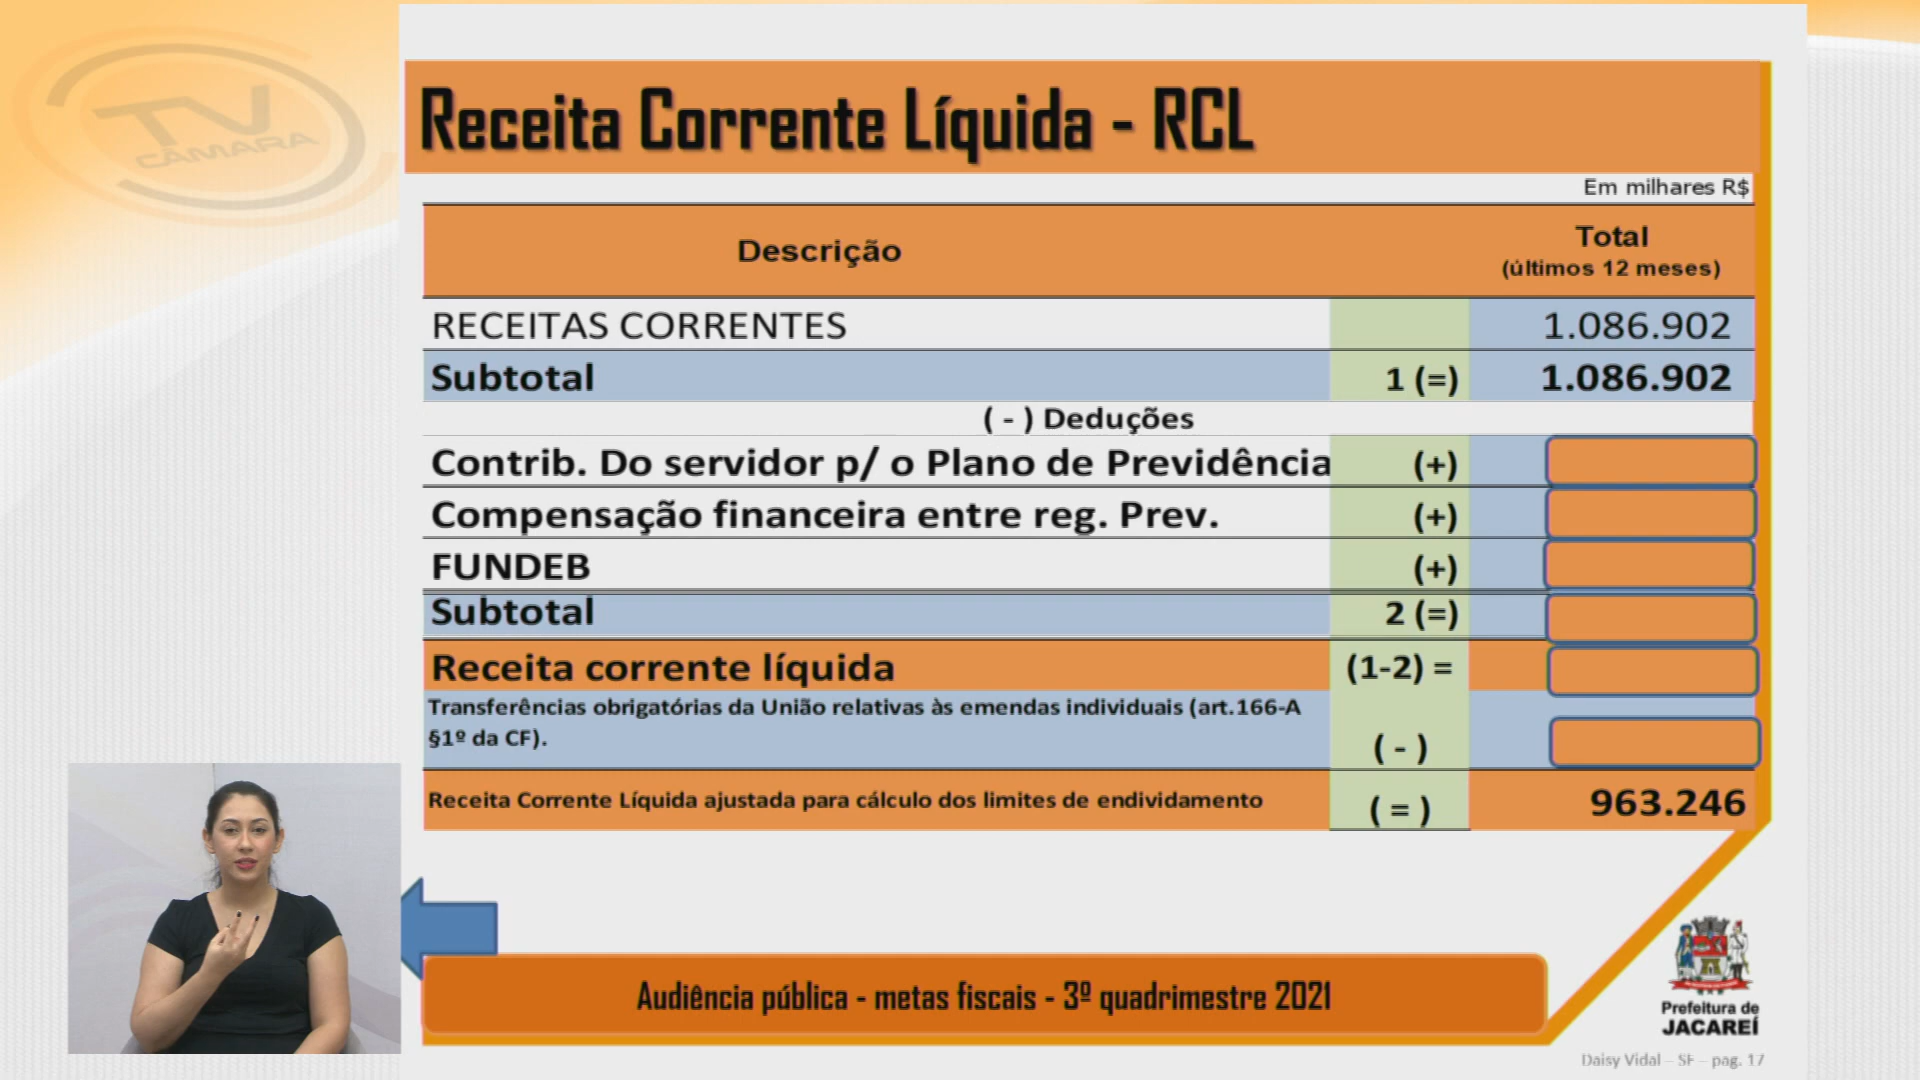 TV
CÂMARA
Receita Corrente Líquida - RCL
Em milhares R$
Descrição
Total
(últimos 12 meses)
RECEITAS CORRENTES 1.086.902
Subtotal 1 (=) 1.086.902
( - ) Deduções
Contrib. Do servidor p/ o Plano de Previdência (+)
Compensação financeira entre reg. Prev. (+)
FUNDEB (+)
Subtotal 2 (=)
Receita corrente líquida (1-2) =
Transferências obrigatórias da União relativas às emendas individuais (art.166-A
§1º da CF). ( - )
Receita Corrente Líquida ajustada para cálculo dos limites de endividamento ( = ) 963.246
Audiência pública - metas fiscais - 3º quadrimestre 2021
Prefeitura de
JACAREÍ
Daisy Vidal – SF – pag. 17